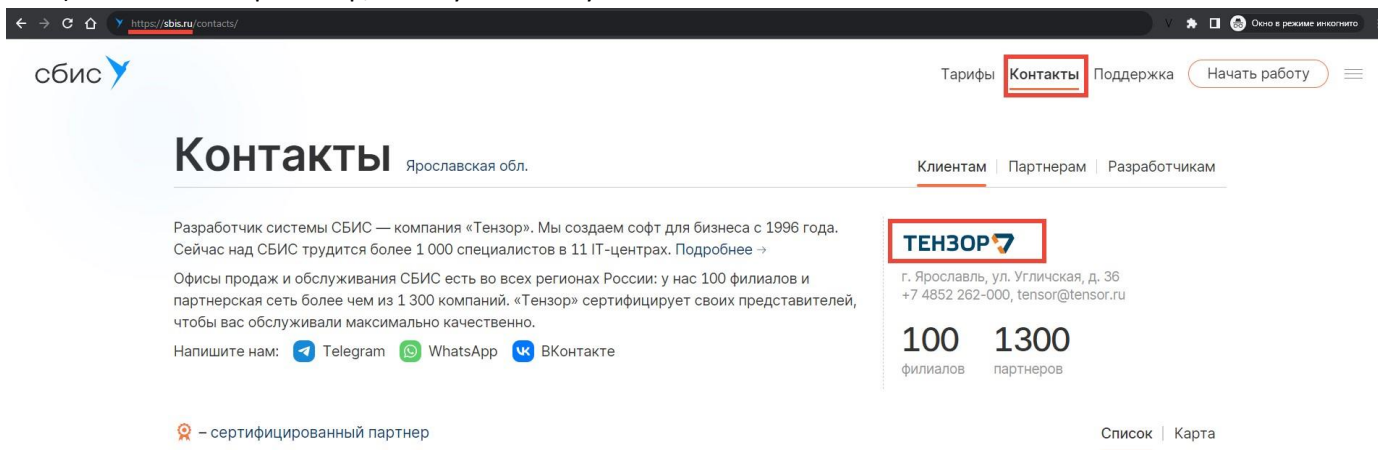 https://sbis.ru/contacts/
Окно в режиме инкогнито
сбис
Тарифы Контакты Поддержка Начать работу
Контакты Ярославская обл.
Клиентам Партнерам Разработчикам
Разработчик системы СБИС — компания «Тензор». Мы создаем софт для бизнеса с 1996 года.
Сейчас над СБИС трудится более 1 000 специалистов в 11 IT-центрах. Подробнее →
Офисы продаж и обслуживания СБИС есть во всех регионах России: у нас 100 филиалов и
партнерская сеть более чем из 1 300 компаний. «Тензор» сертифицирует своих представителей,
чтобы вас обслуживали максимально качественно.
Напишите нам: Telegram WhatsApp ВКонтакте
ТЕНЗОР
г. Ярославль, ул. Угличская, д. 36
+7 4852 262-000, tensor@tensor.ru
100 1300
филиалов партнеров
– сертифицированный партнер
Список Карта